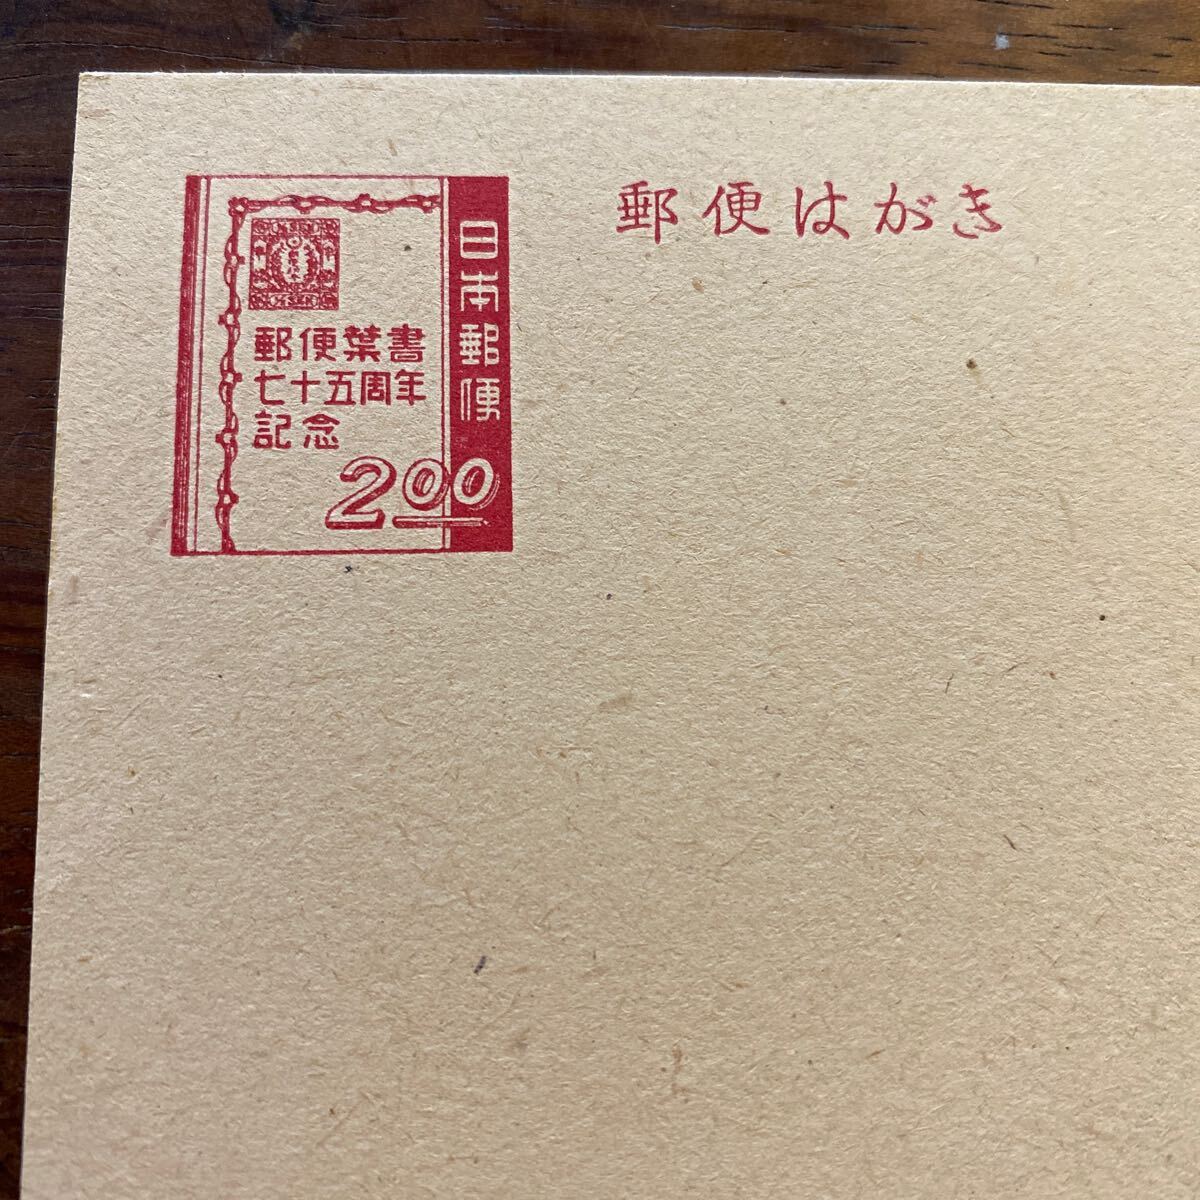 郵便はがき
日本郵便
郵便葉書
七十五周年
記念
2.00